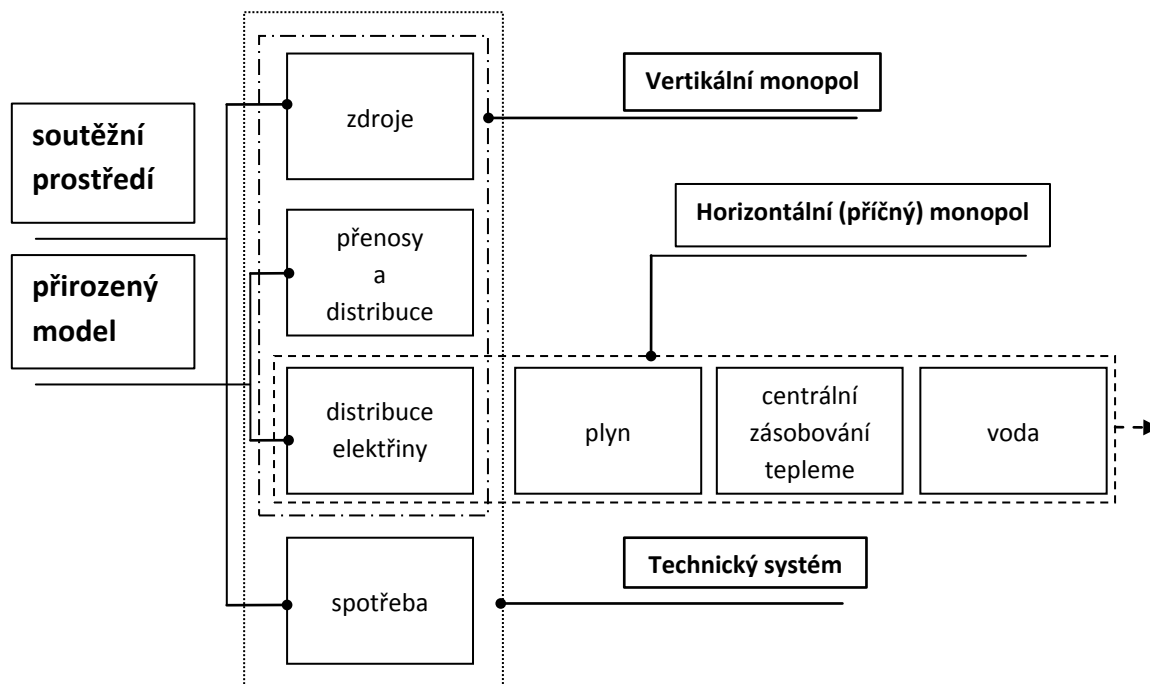 zdroje
Vertikální monopol
soutěžní
prostředí
přenosy
a
distribuce
Horizontální (příčný) monopol
přirozený
model
distribuce
elektřiny
plyn
centrální
zásobování
tepleme
voda
spotřeba
Technický systém